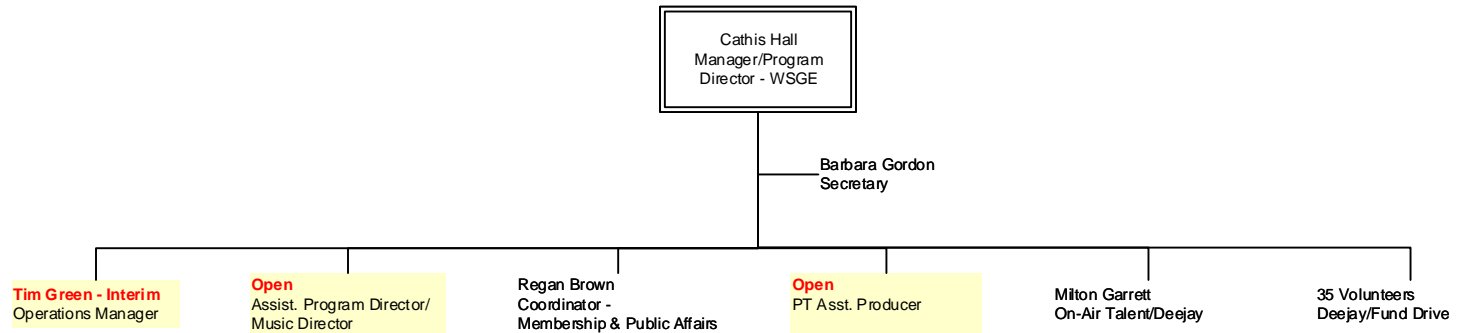 Cathis Hall
Manager/Program
Director - WSGE
Barbara Gordon
Secretary
Tim Green - Interim
Operations Manager
Open
Assist. Program Director/
Music Director
Regan Brown
Coordinator -
Membership & Public Affairs
Open
PT Asst. Producer
Milton Garrett
On-Air Talent/Deejay
35 Volunteers
Deejay/Fund Drive